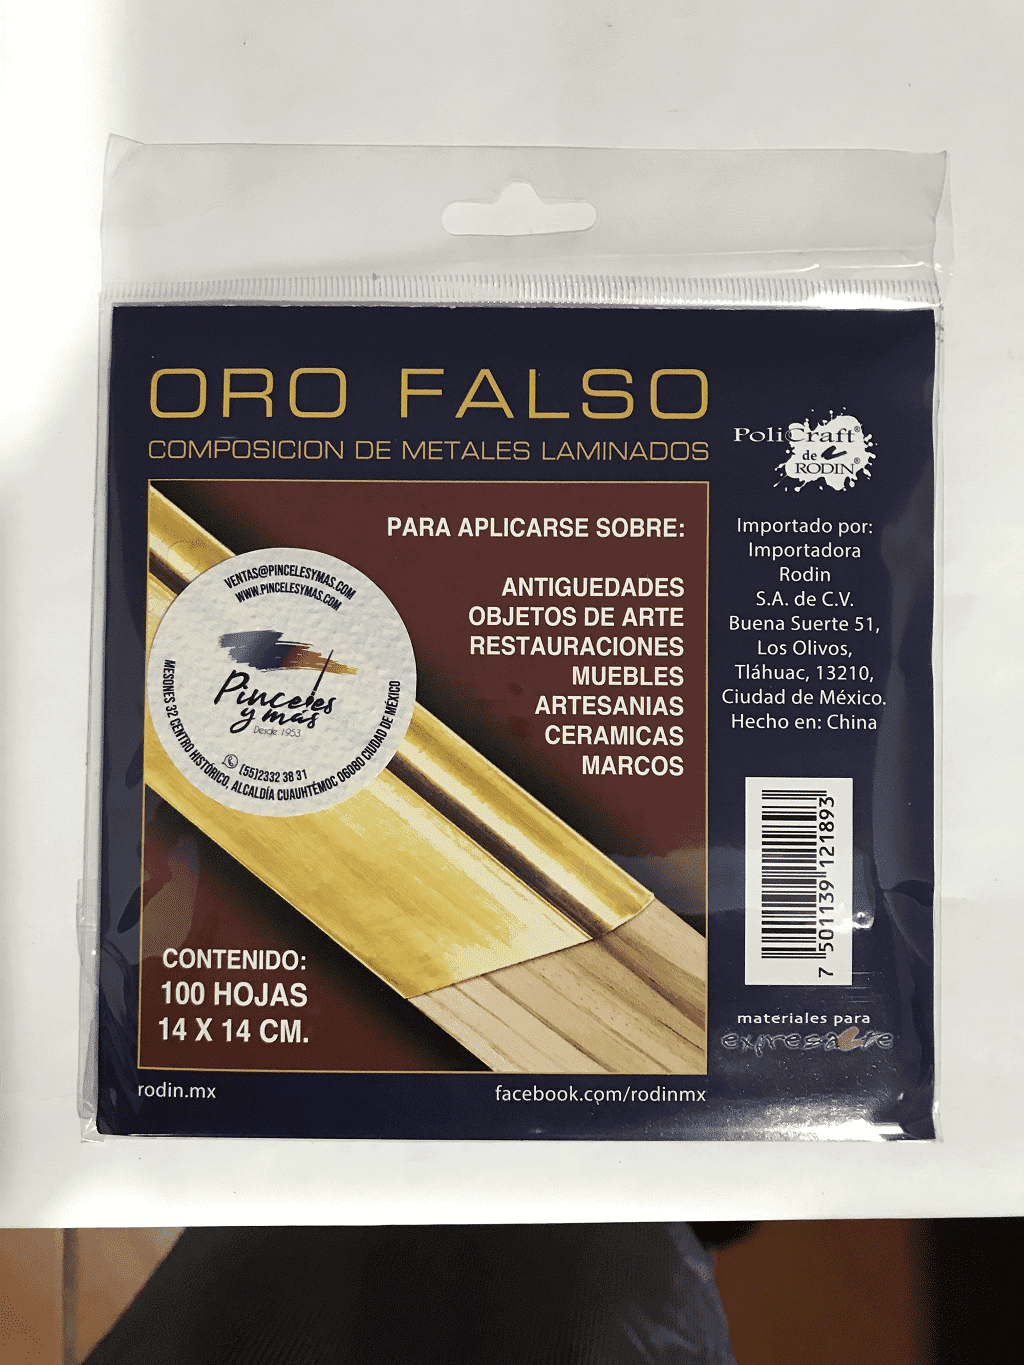 ORO FALSO
COMPOSICION DE METALES LAMINADOS
PARA APLICARSE SOBRE:
ANTIGUEDADES
OBJETOS DE ARTE
RESTAURACIONES
MUEBLES
ARTESANIAS
CERAMICAS
MARCOS
VENTAS@PINCELESYMAS.COM
WWW.PINCELESYMAS.COM
Pinceles
y más
Desde 1953
(55)2332 38 31
MESONES 32 CENTRO HISTÓRICO, ALCALDÍA CUAUHTÉMOC 06080 CIUDAD DE MÉXICO
CONTENIDO:
100 HOJAS
14 X 14 CM.
rodin.mx
facebook.com/rodinmx
PoliCraft®
de
RODIN®
Importado por:
Importadora
Rodin
S.A. de C.V.
Buena Suerte 51,
Los Olivos,
Tláhuac, 13210,
Ciudad de México.
Hecho en: China
7 501139 121893
materiales para
expresarte